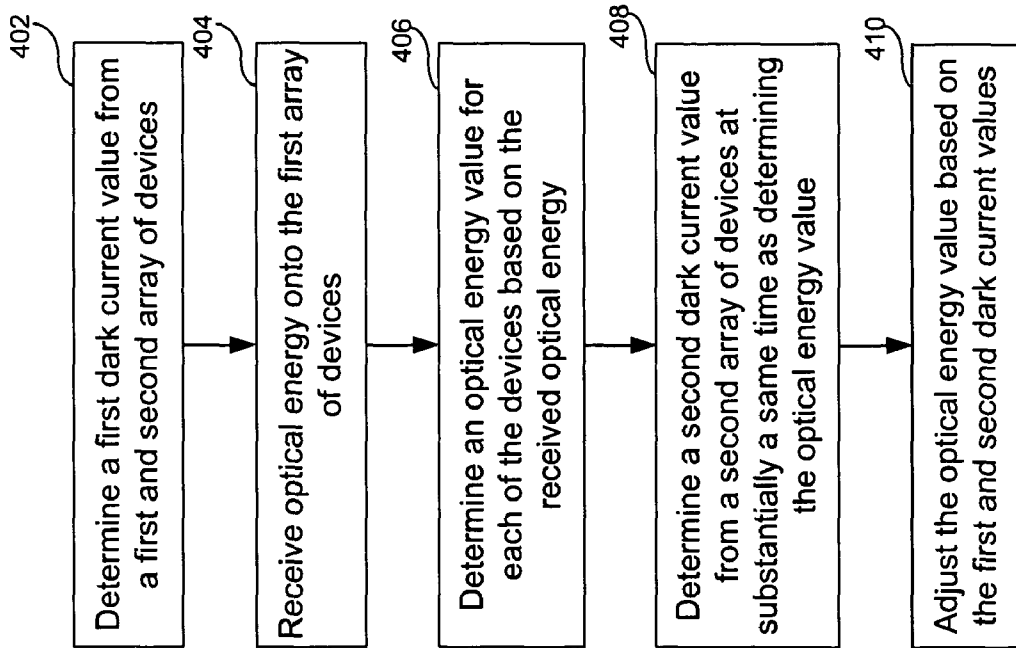 402
Determine a first dark current value from
a first and second array of devices
404
Receive optical energy onto the first array
of devices
406
Determine an optical energy value for
each of the devices based on the
received optical energy
408
Determine a second dark current value
from a second array of devices at
substantially a same time as determining
the optical energy value
410
Adjust the optical energy value based on
the first and second dark current values